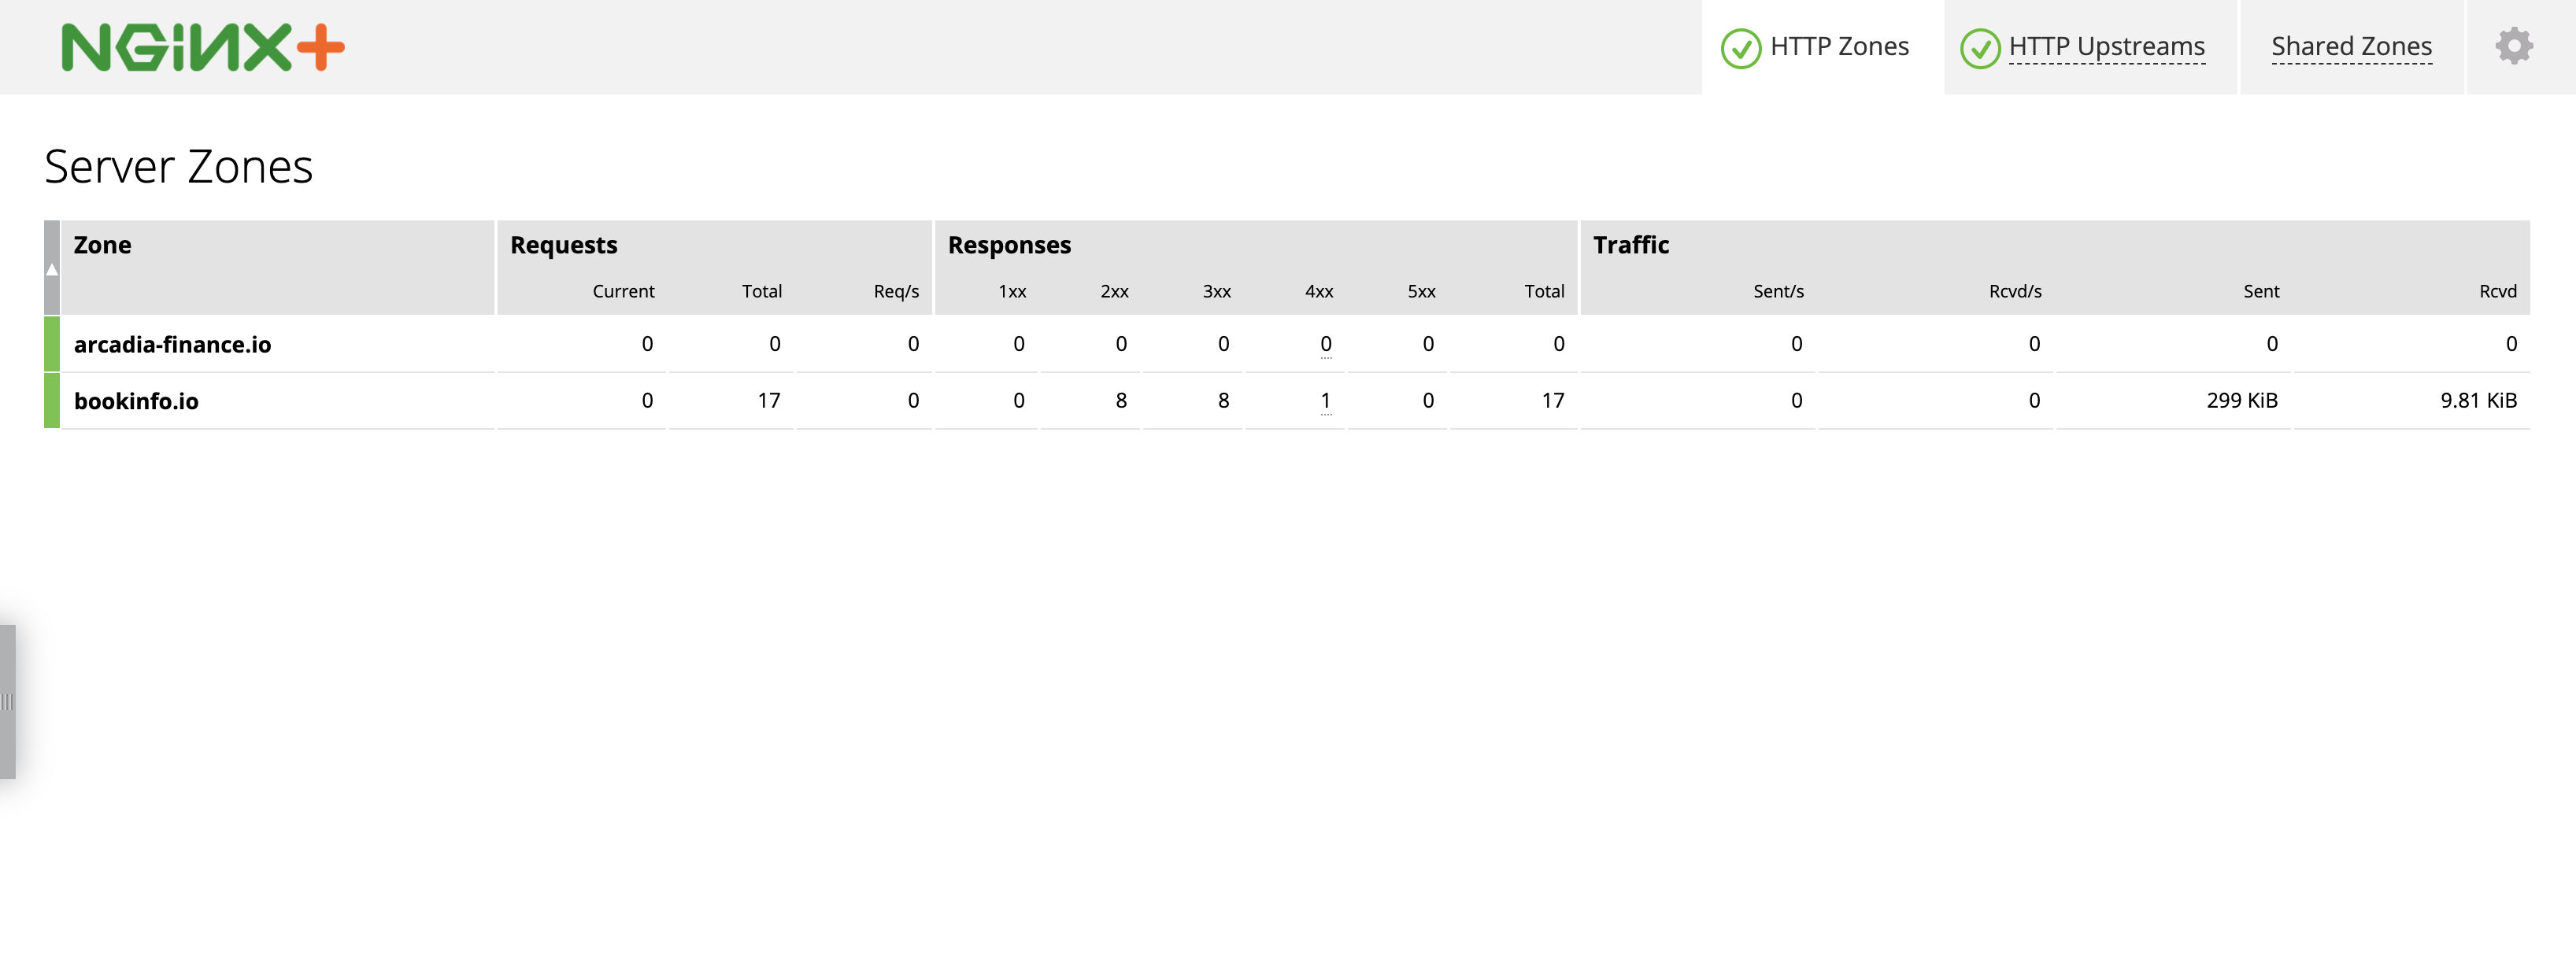 NGINX+ HTTP Zones HTTP Upstreams Shared Zones
Server Zones
Zone Requests Responses Traffic
Current Total Req/s 1xx 2xx 3xx 4xx 5xx Total Sent/s Rcvd/s Sent Rcvd
arcadia-finance.io 0 0 0 0 0 0 0 0 0 0 0 0 0
bookinfo.io 0 17 0 0 8 8 1 0 17 0 0 299 KiB 9.81 KiB